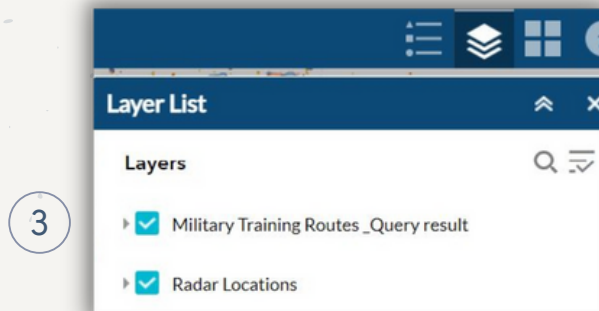 Layer List
Layers
3
Military Training Routes _Query result
Radar Locations